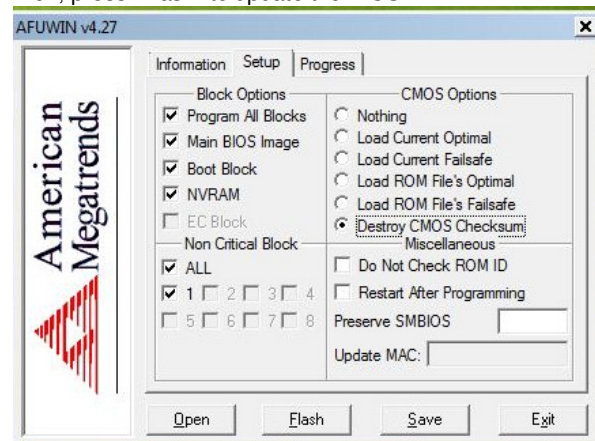 AFUWIN v4.27
American
Megatrends
Information Setup Progress
Block Options
Program All Blocks
Main BIOS Image
Boot Block
NVRAM
EC Block
Non Critical Block
ALL
1 2 3 4
5 6 7 8
CMOS Options
Nothing
Load Current Optimal
Load Current Failsafe
Load ROM File's Optimal
Load ROM File's Failsafe
Destroy CMOS Checksum
Miscellaneous
Do Not Check ROM ID
Restart After Programming
Preserve SMBIOS
Update MAC:
Open Flash Save Exit